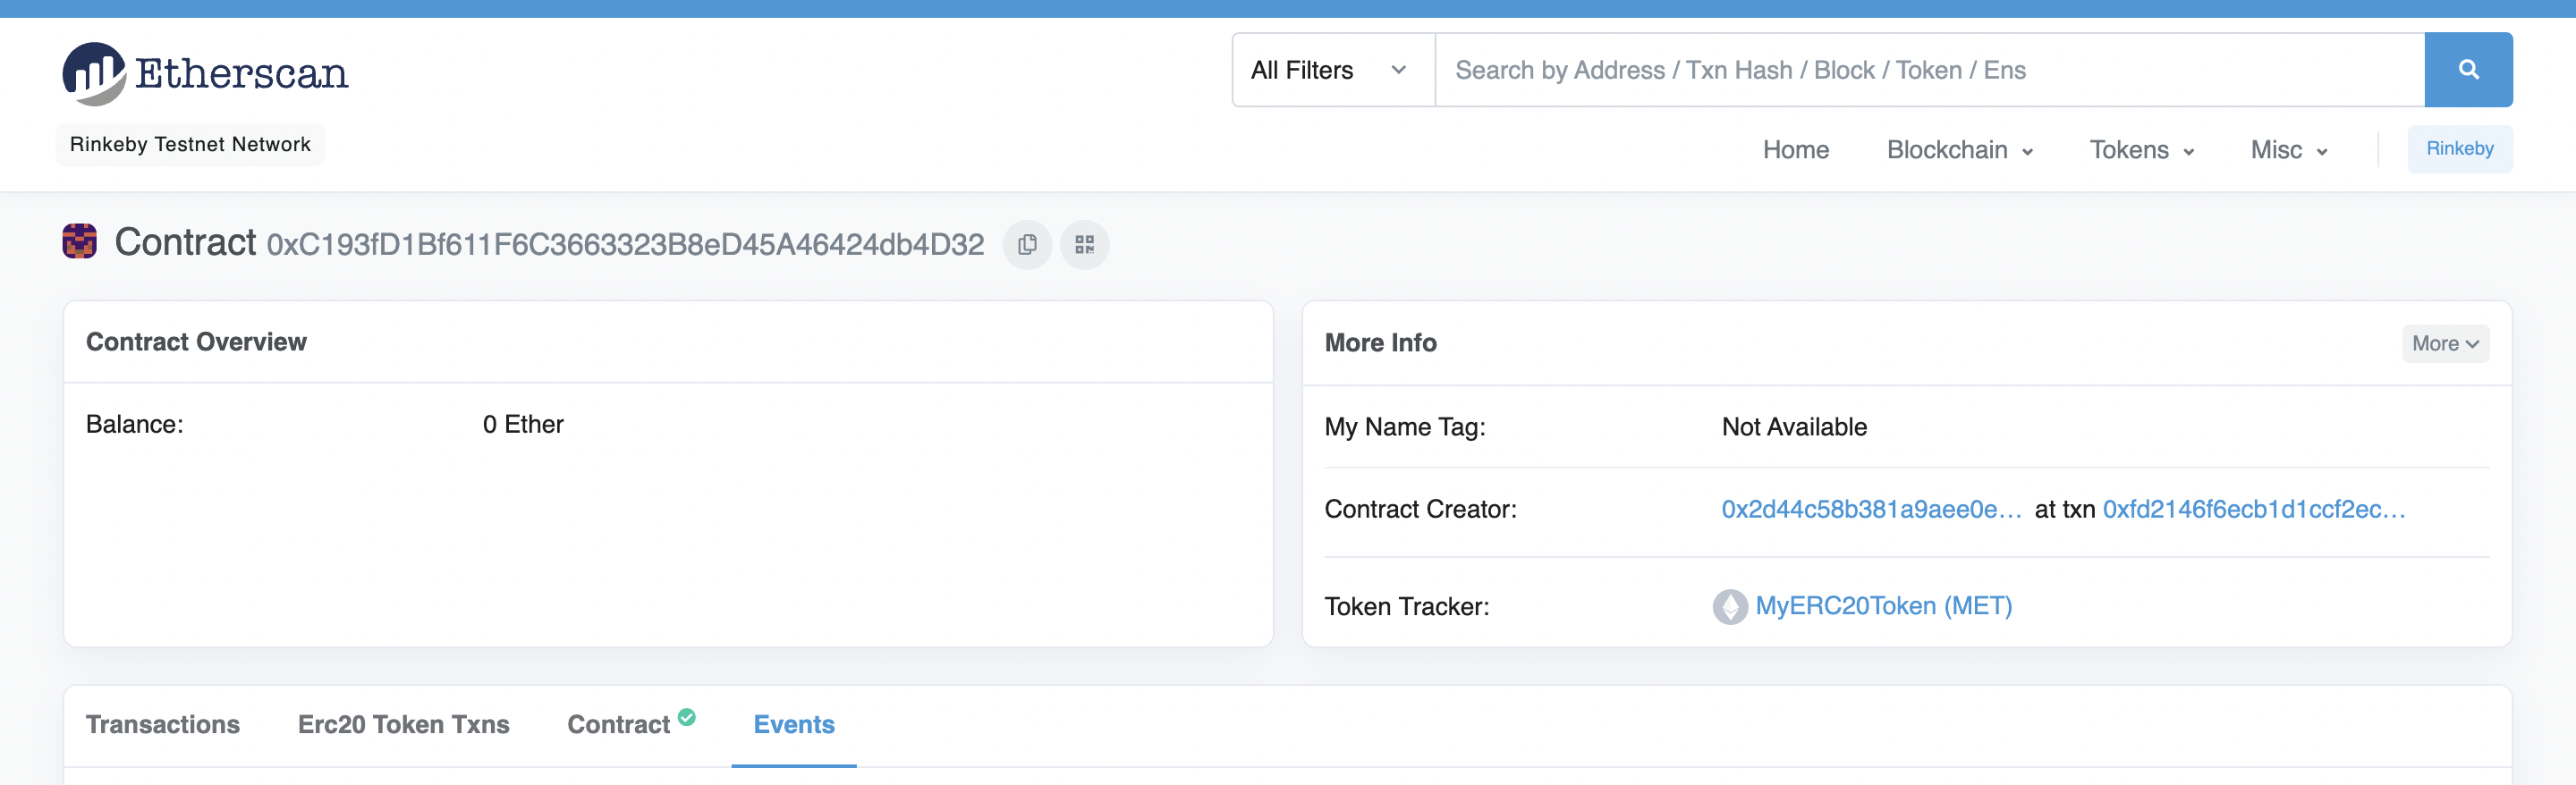 Etherscan
All Filters
Search by Address / Txn Hash / Block / Token / Ens
Rinkeby Testnet Network
Home Blockchain Tokens Misc Rinkeby
Contract 0xC193fD1Bf611F6C3663323B8eD45A46424db4D32
Contract Overview
Balance: 0 Ether
More Info More
My Name Tag: Not Available
Contract Creator: 0x2d44c58b381a9aee0e... at txn 0xfd2146f6ecb1d1ccf2ec...
Token Tracker: MyERC20Token (MET)
Transactions Erc20 Token Txns Contract Events